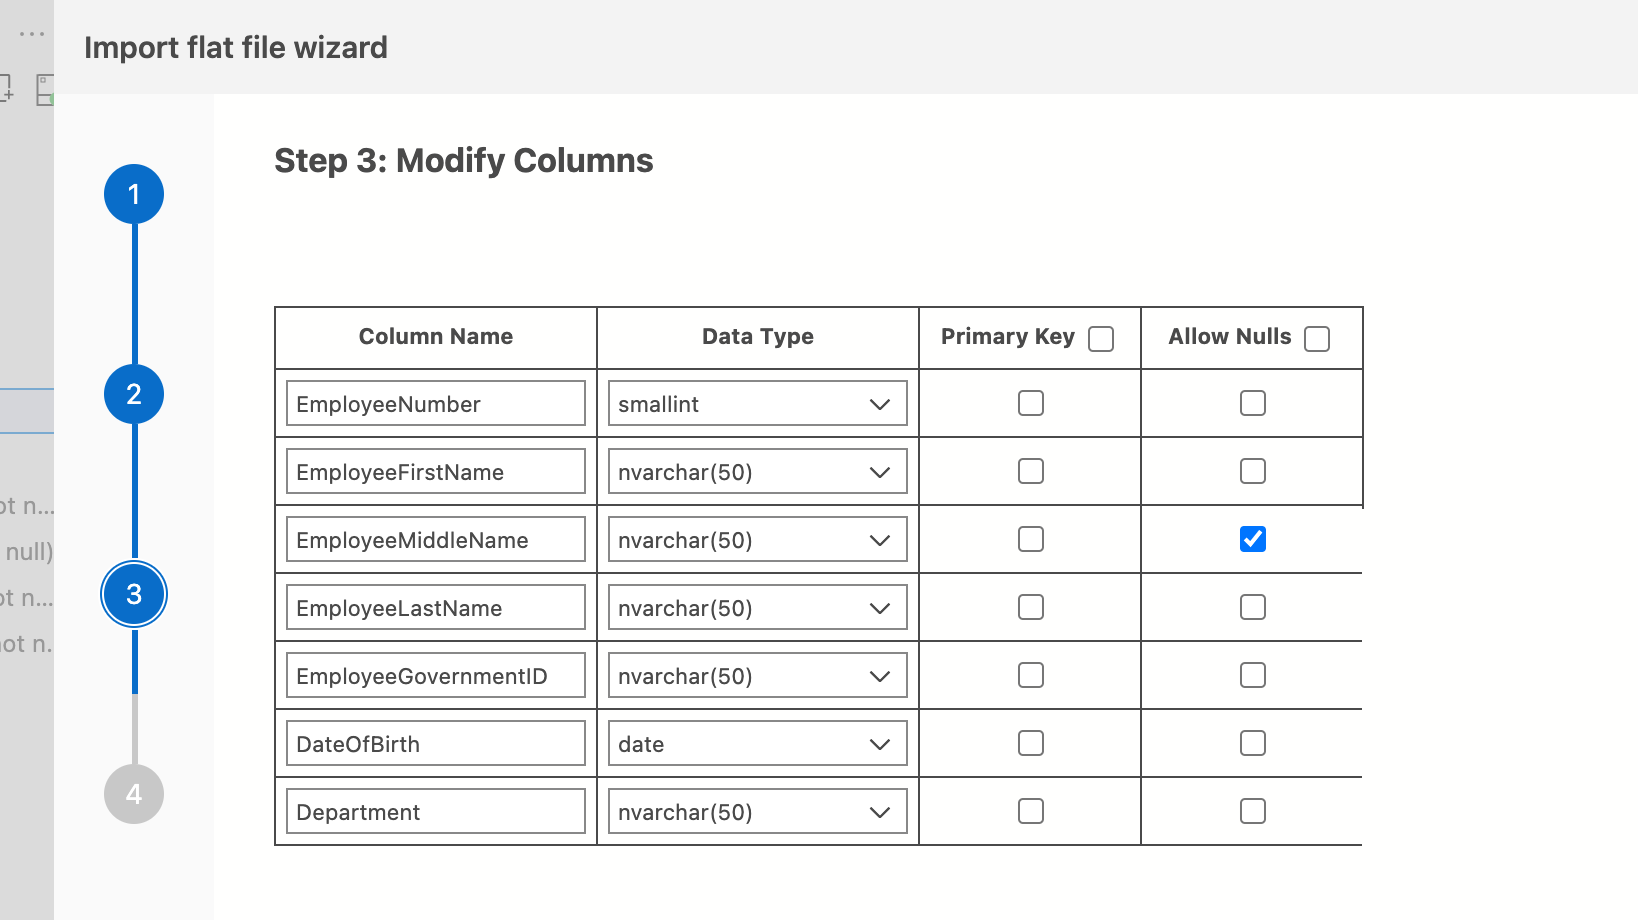 Import flat file wizard
Step 3: Modify Columns
1
2
3
4
ot n...
null)
ot n...
ot n.
Column Name Data Type Primary Key Allow Nulls
EmployeeNumber smallint
EmployeeFirstName nvarchar(50)
EmployeeMiddleName nvarchar(50)
EmployeeLastName nvarchar(50)
EmployeeGovernmentID nvarchar(50)
DateOfBirth date
Department nvarchar(50)